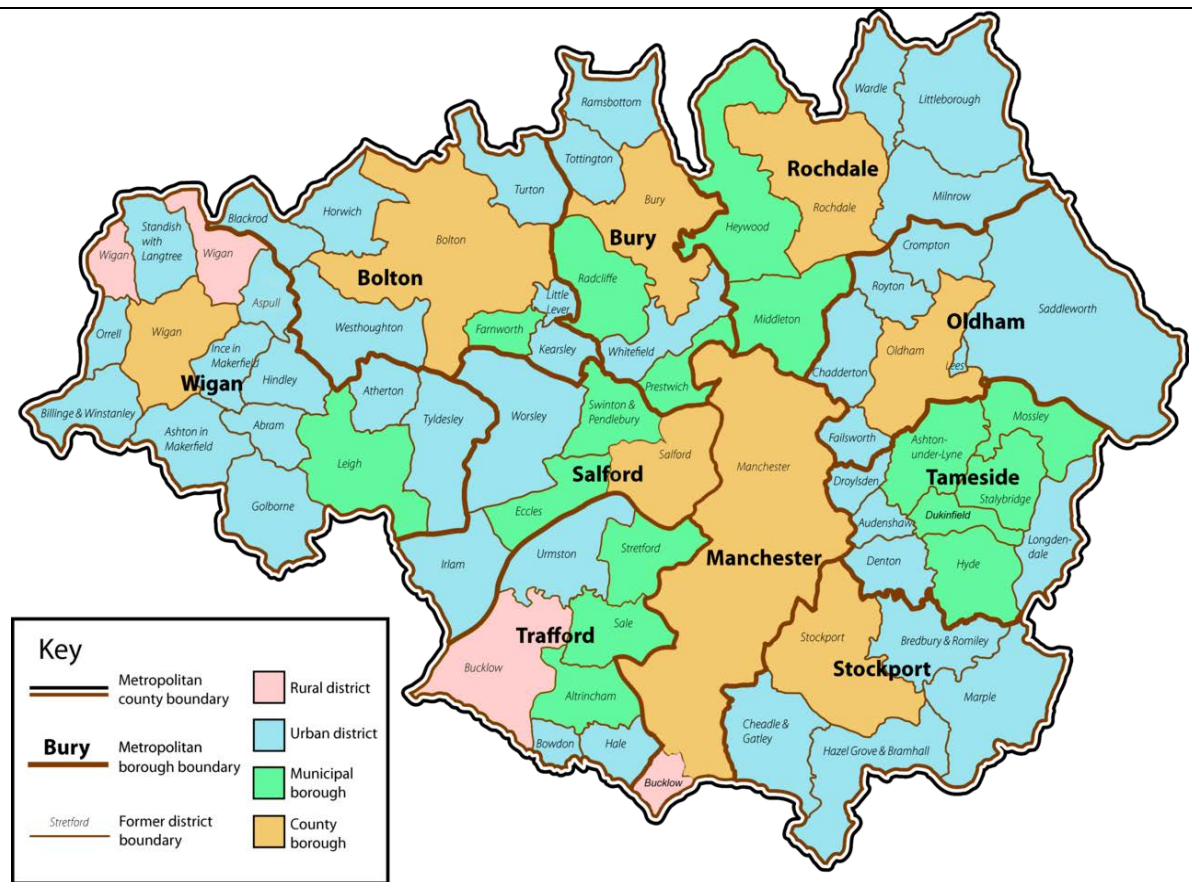 Ramsbottom
Wardle
Littleborough
Tottington
Rochdale
Turton
Standish
with
Langtree
Blackrod
Horwich
Bury
Rochdale
Milnrow
Wigan
Wigan
Bolton
Bury
Heywood
Crompton
Bolton
Radcliffe
Royton
Aspull
Little
Lever
Saddleworth
Orrell
Wigan
Westhoughton
Farnworth
Middleton
Oldham
Ince in
Makerfield
Kearsley
Whitefield
Oldham
Lees
Wigan
Hindley
Chadderton
Atherton
Prestwich
Billinge & Winstanley
Tyldesley
Worsley
Swinton &
Pendlebury
Mossley
Abram
Ashton in
Makerfield
Failsworth
Ashton-
under-Lyne
Leigh
Salford
Manchester
Salford
Droylsden
Tameside
Stalybridge
Golborne
Eccles
Dukinfield
Audenshaw
Longden-
dale
Irlam
Urmston
Stretford
Manchester
Denton
Hyde
Trafford
Sale
Stockport
Bredbury & Romiley
Bucklow
Stockport
Altrincham
Marple
Cheadle &
Gatley
Bowdon
Hale
Hazel Grove & Bramhall
Bucklow
Key
Metropolitan
county boundary
Rural district
Bury
Metropolitan
borough boundary
Urban district
Municipal
borough
Stretford
Former district
boundary
County
borough